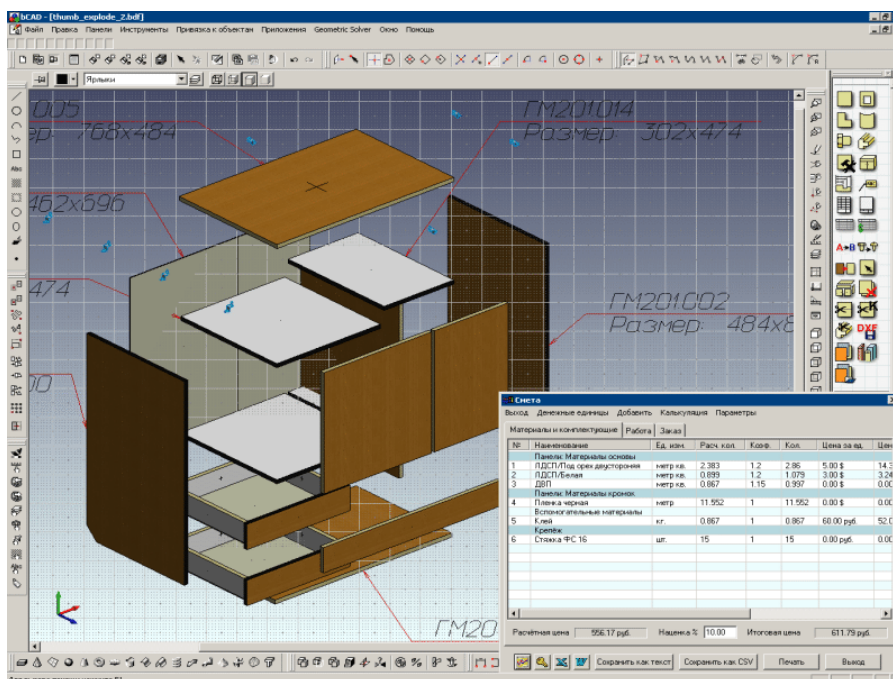 bCAD - [thumb_explode_2.bdf]
Файл Правка Панели Инструменты Привязка к объектам Приложения Geometric Solver Окно Помощь
Ярлыки
ГМ201014
768x484
Размер: 302x474
462x696
474
ГМ201002
Размер: 484x8
00
ГМ20
Abc
A→B
DXF
Смета
Выход Денежные единицы Добавить Калькуляция Параметры
Материалы и комплектующие Работа Заказ
№ Наименование Ед. изм. Расч. кол. Коэф. Кол. Цена за ед. Цен
Панели: Материалы основы
1 ЛДСП/Под орех двустороняя метр кв. 2.383 1.2 2.86 5.00 $ 14.3
2 ЛДСП/Белая метр кв. 0.899 1.2 1.079 3.00 $ 3.24
3 ДВП метр кв. 0.867 1.15 0.997 0.00 $ 0.00
Панели: Материалы кромок
4 Пленка черная метр 11.552 1 11.552 0.00 $ 0.00
Вспомогательные материалы
5 Клей кг. 0.867 1 0.867 60.00 руб. 52.0
Крепёж
6 Стяжка ФС 16 шт. 15 1 15 0.00 руб. 0.00
Расчётная цена 556.17 руб. Наценка % 10.00 Итоговая цена 611.79 руб.
Сохранить как текст Сохранить как CSV Печать Выход